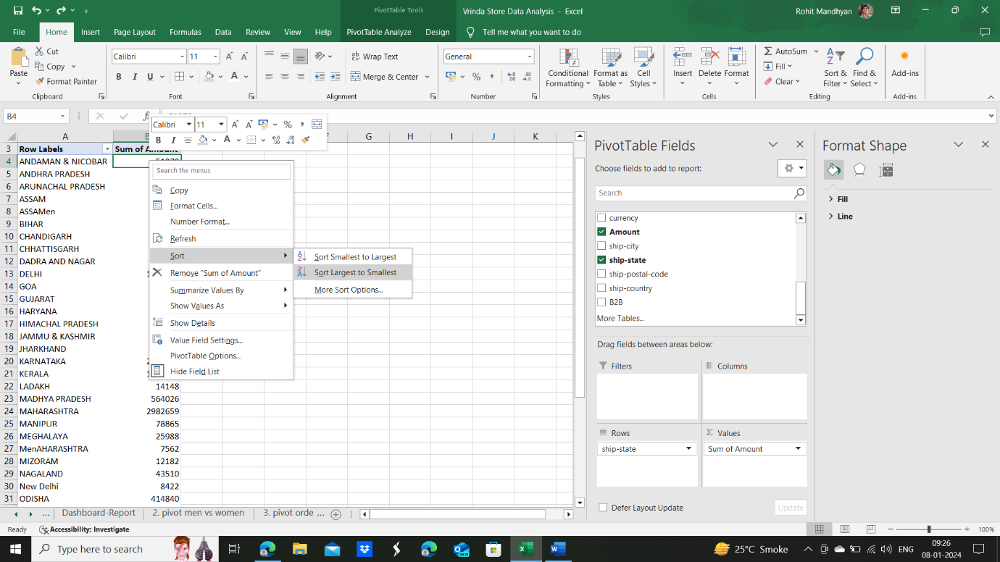 PivotTable Tools
Vrinda Store Data Analysis - Excel
Rohit Mandhyan
File Home Insert Page Layout Formulas Data Review View Help PivotTable Analyze Design Tell me what you want to do
Paste
Cut
Copy
Format Painter
Clipboard
Calibri 11
B I U
Font
Wrap Text
Merge & Center
Alignment
General
Number
Conditional Formatting
Format as Table
Cell Styles
Styles
Insert Delete Format
Cells
AutoSum
Fill
Clear
Sort & Filter
Find & Select
Editing
Add-ins
Add-ins
B4
Calibri 11
B I
A B F G H I J K
3 Row Labels Sum of Amount
4 ANDAMAN & NICOBAR
5 ANDHRA PRADESH
6 ARUNACHAL PRADESH
7 ASSAM
8 ASSAMen
9 BIHAR
10 CHANDIGARH
11 CHHATTISGARH
12 DADRA AND NAGAR
13 DELHI
14 GOA
15 GUJARAT
16 HARYANA
17 HIMACHAL PRADESH
18 JAMMU & KASHMIR
19 JHARKHAND
20 KARNATAKA
21 KERALA
22 LADAKH 14148
23 MADHYA PRADESH 564026
24 MAHARASHTRA 2982659
25 MANIPUR 78865
26 MEGHALAYA 25988
27 MenAHARASHTRA 7562
28 MIZORAM 12182
29 NAGALAND 43510
30 New Delhi 8422
31 ODISHA 414840
Search the menus
Copy
Format Cells...
Number Format...
Refresh
Sort
Remove "Sum of Amount"
Summarize Values By
Show Values As
Show Details
Value Field Settings...
PivotTable Options...
Hide Field List
Sort Smallest to Largest
Sort Largest to Smallest
More Sort Options...
PivotTable Fields
Choose fields to add to report:
Search
currency
Amount
ship-city
ship-state
ship-postal-code
ship-country
B2B
More Tables...
Drag fields between areas below:
Filters
Columns
Rows
ship-state
Values
Sum of Amount
Defer Layout Update
Update
Format Shape
Fill
Line
... Dashboard-Report 2. pivot men vs women 3. pivot orde ...
Ready Accessibility: Investigate 100%
Type here to search
25°C Smoke
ENG
09:26
08-01-2024